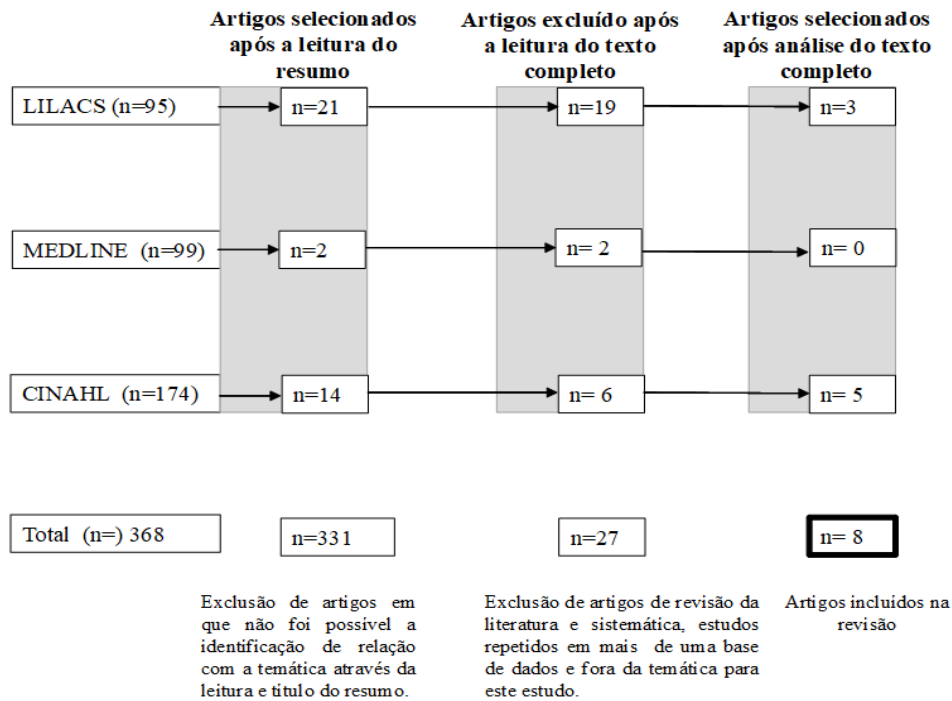 Artigos selecionados
após a leitura do
resumo
Artigos excluído após
a leitura do texto
completo
Artigos selecionados
após análise do texto
completo
LILACS (n=95)
n=21
n=19
n=3
MEDLINE (n=99)
n=2
n= 2
n= 0
CINAHL (n=174)
n=14
n= 6
n= 5
Total (n=) 368
n=331
n=27
n= 8
Exclusão de artigos em
que não foi possível a
identificação de relação
com a temática através da
leitura e titulo do resumo.
Exclusão de artigos de revisão da
literatura e sistemática, estudos
repetidos em mais de uma base
de dados e fora da temática para
este estudo.
Artigos incluidos na
revisão